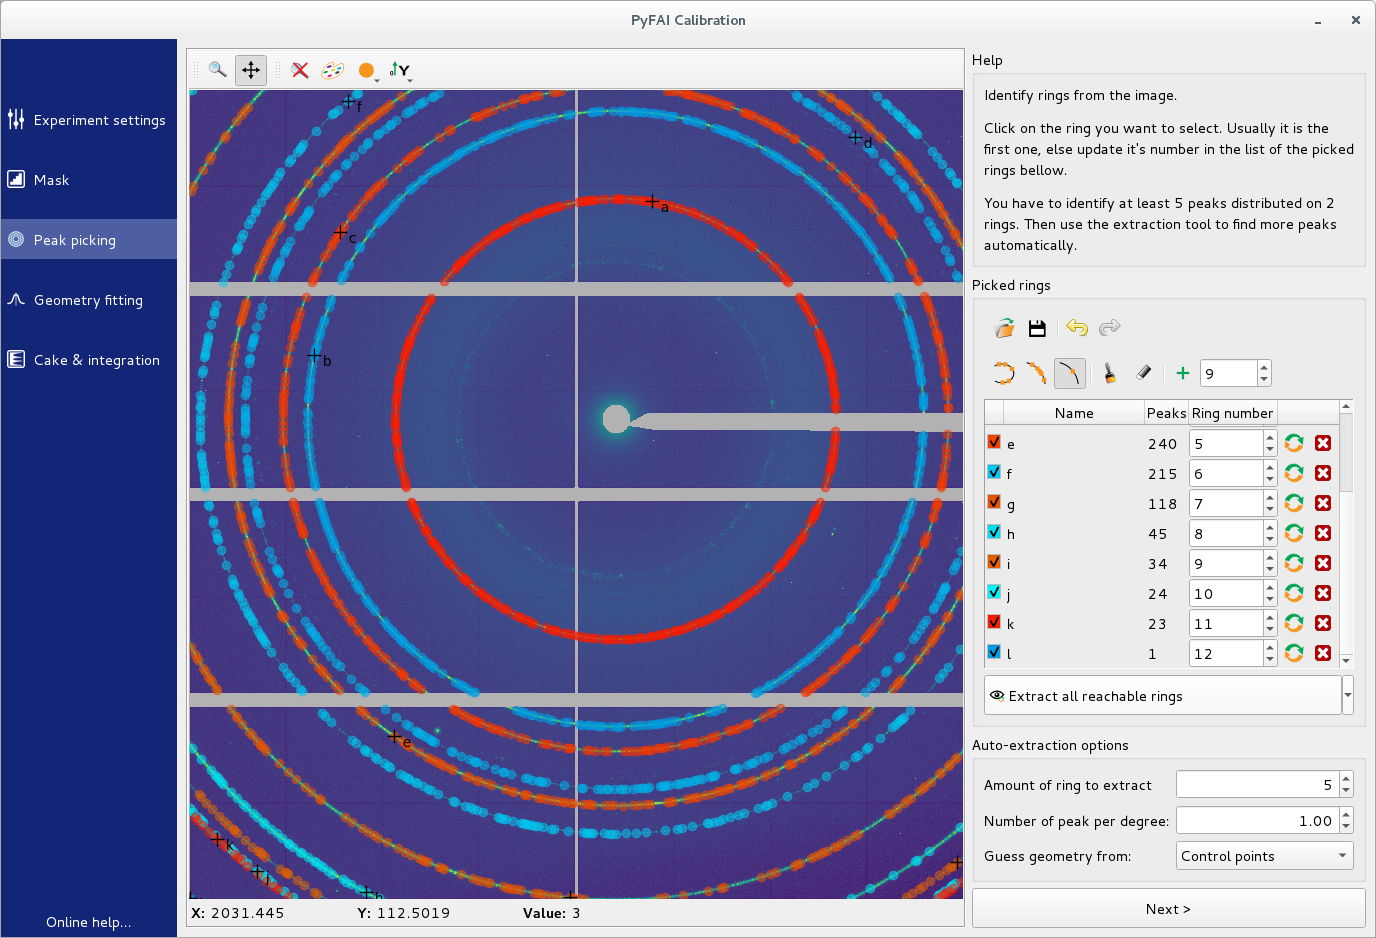 PyFAI Calibration
Experiment settings
Mask
Peak picking
Geometry fitting
Cake & integration
Online help...
Y
f
d
a
c
b
e
k
j
h
X: 2031.445 Y: 112.5019 Value: 3
Help
Identify rings from the image.
Click on the ring you want to select. Usually it is the
first one, else update it's number in the list of the picked
rings bellow.
You have to identify at least 5 peaks distributed on 2
rings. Then use the extraction tool to find more peaks
automatically.
Picked rings
9
Name Peaks Ring number
e 240 5
f 215 6
g 118 7
h 45 8
i 34 9
j 24 10
k 23 11
l 1 12
Extract all reachable rings
Auto-extraction options
Amount of ring to extract 5
Number of peak per degree: 1.00
Guess geometry from: Control points
Next >